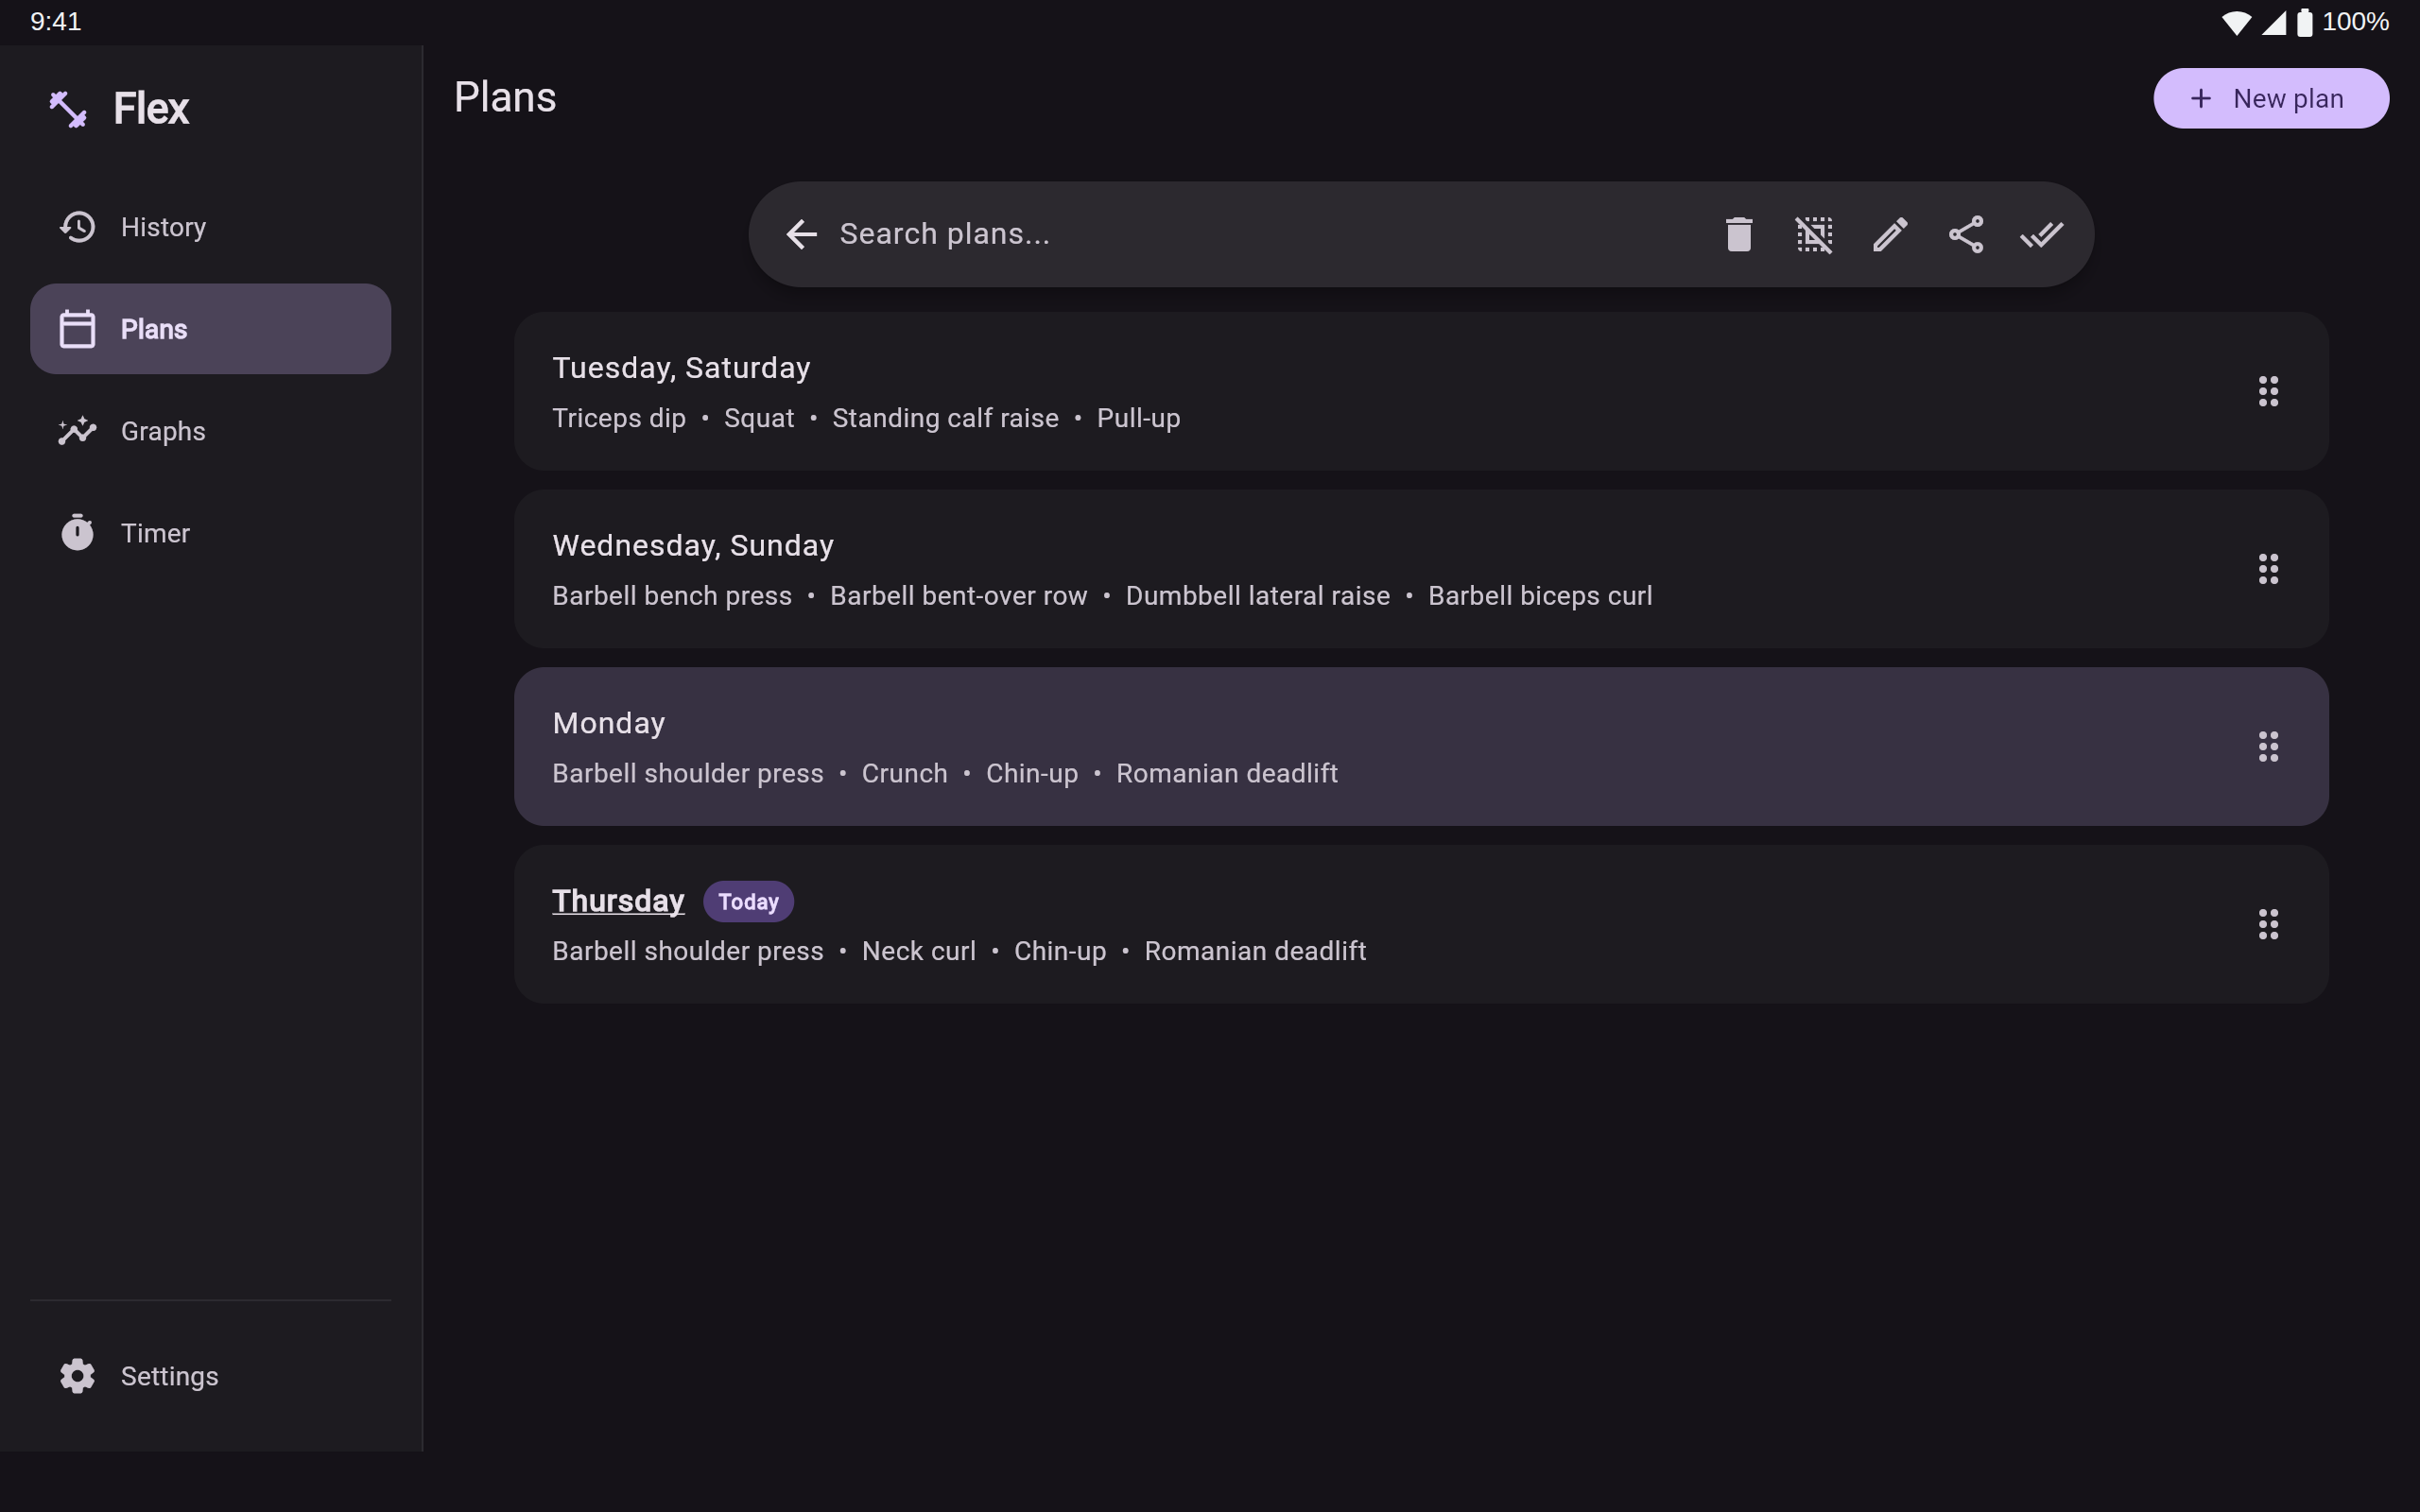 9:41
100%
Flex
Plans
New plan
History
Plans
Graphs
Timer
Settings
Search plans...
Tuesday, Saturday
Triceps dip • Squat • Standing calf raise • Pull-up
Wednesday, Sunday
Barbell bench press • Barbell bent-over row • Dumbbell lateral raise • Barbell biceps curl
Monday
Barbell shoulder press • Crunch • Chin-up • Romanian deadlift
Thursday Today
Barbell shoulder press • Neck curl • Chin-up • Romanian deadlift